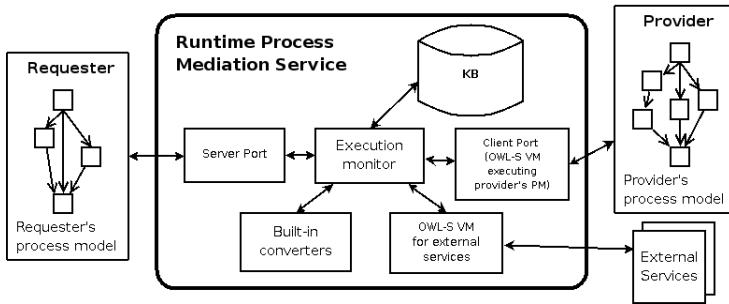 Requester
Requester's
process model
Runtime Process
Mediation Service
KB
Server Port
Execution
monitor
Client Port
(OWL-S VM
executing
provider's PM)
Built-in
converters
OWL-S VM
for external
services
Provider
Provider's
process model
External
Services